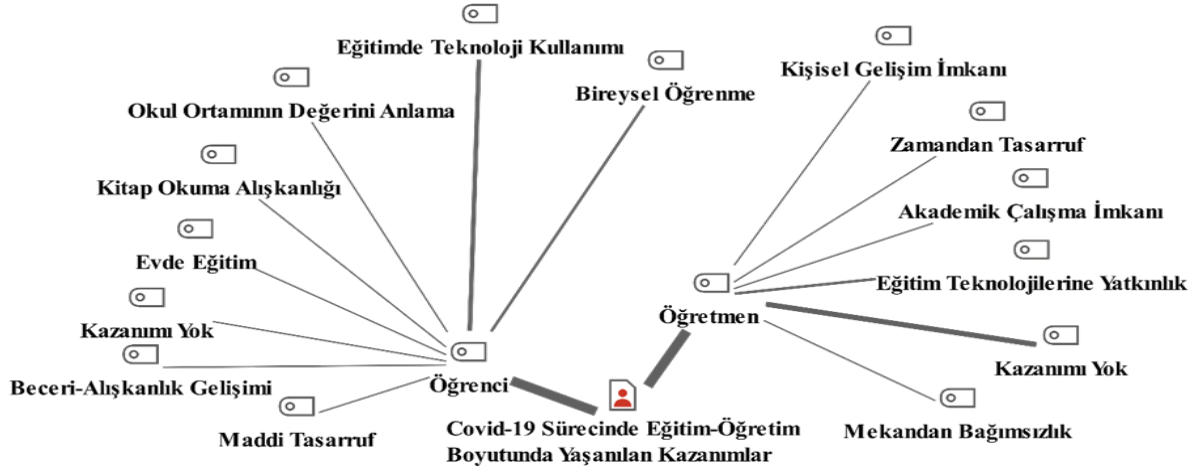 Eğitimde Teknoloji Kullanımı
Kişisel Gelişim İmkanı
Bireysel Öğrenme
Okul Ortamının Değerini Anlama
Zamandan Tasarruf
Kitap Okuma Alışkanlığı
Akademik Çalışma İmkanı
Evde Eğitim
Eğitim Teknolojilerine Yatkınlık
Öğretmen
Kazanımı Yok
Kazanımı Yok
Beceri-Alışkanlık Gelişimi
Öğrenci
Maddi Tasarruf
Covid-19 Sürecinde Eğitim-Öğretim
Boyutunda Yaşanılan Kazanımlar
Mekandan Bağımsızlık